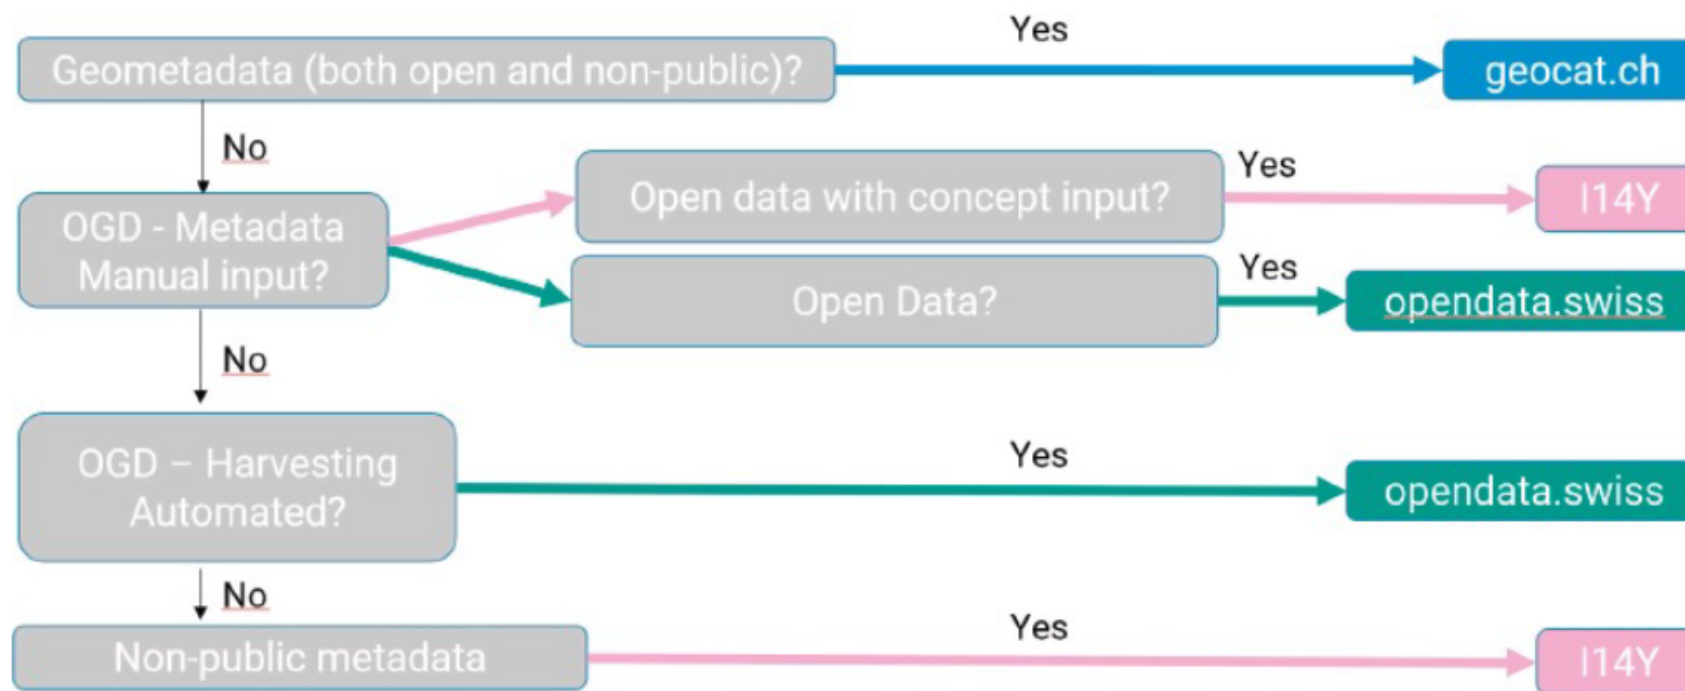 Yes
Geometadata (both open and non-public)?
geocat.ch
No
Yes
Open data with concept input?
I14Y
OGD - Metadata
Manual input?
Yes
Open Data?
opendata.swiss
No
OGD – Harvesting
Automated?
Yes
opendata.swiss
No
Yes
Non-public metadata
I14Y